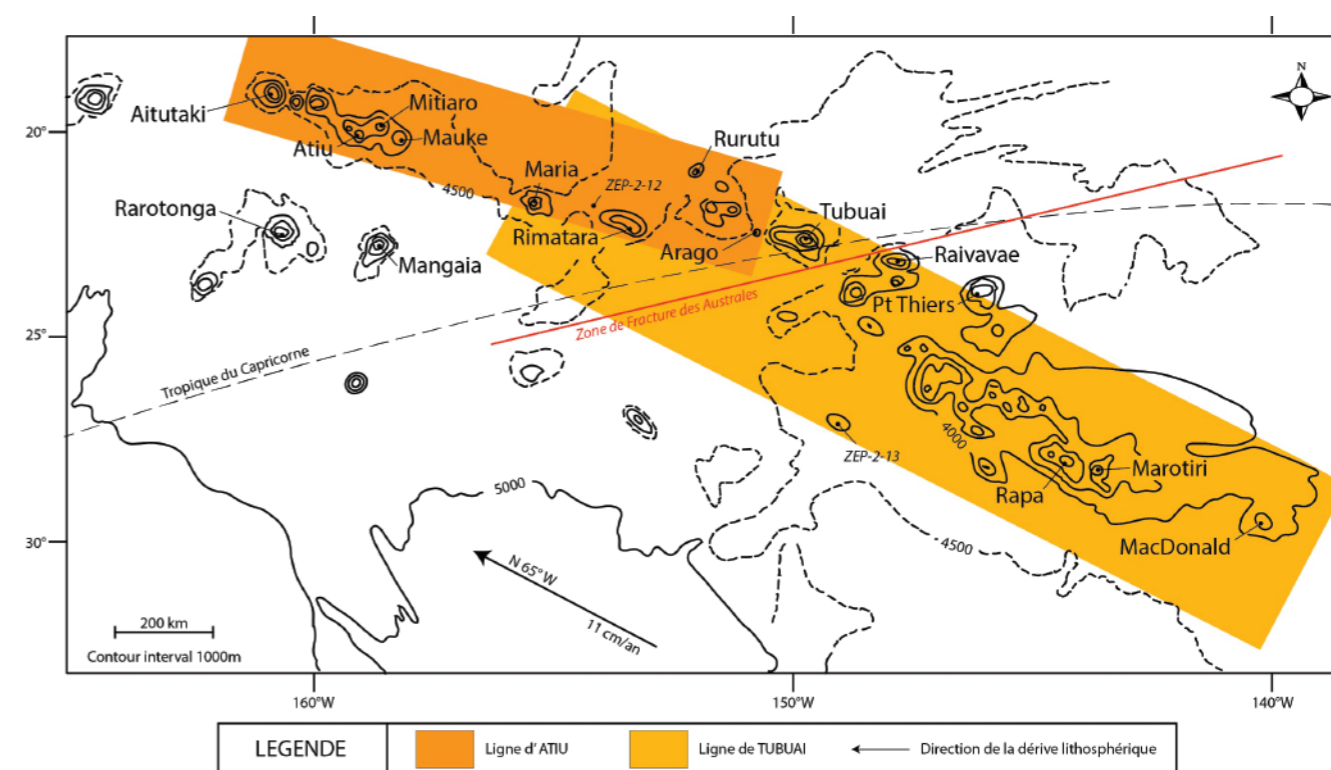 N
20°
25°
30°
Aitutaki
Mitiaro
Atiu
Mauke
4500
Maria
ZEP-2-12
Rurutu
Rarotonga
Mangaia
Rimatara
Arago
Tubuai
Raivavae
Pt Thiers
Zone de Fracture des Australes
Tropique du Capricorne
4000
ZEP-2-13
Rapa
Marotiri
MacDonald
5000
4500
N 65° W
11 cm/an
200 km
Contour interval 1000m
160°W
150°W
140°W
LEGENDE
Ligne d' ATIU
Ligne de TUBUAI
Direction de la dérive lithosphérique